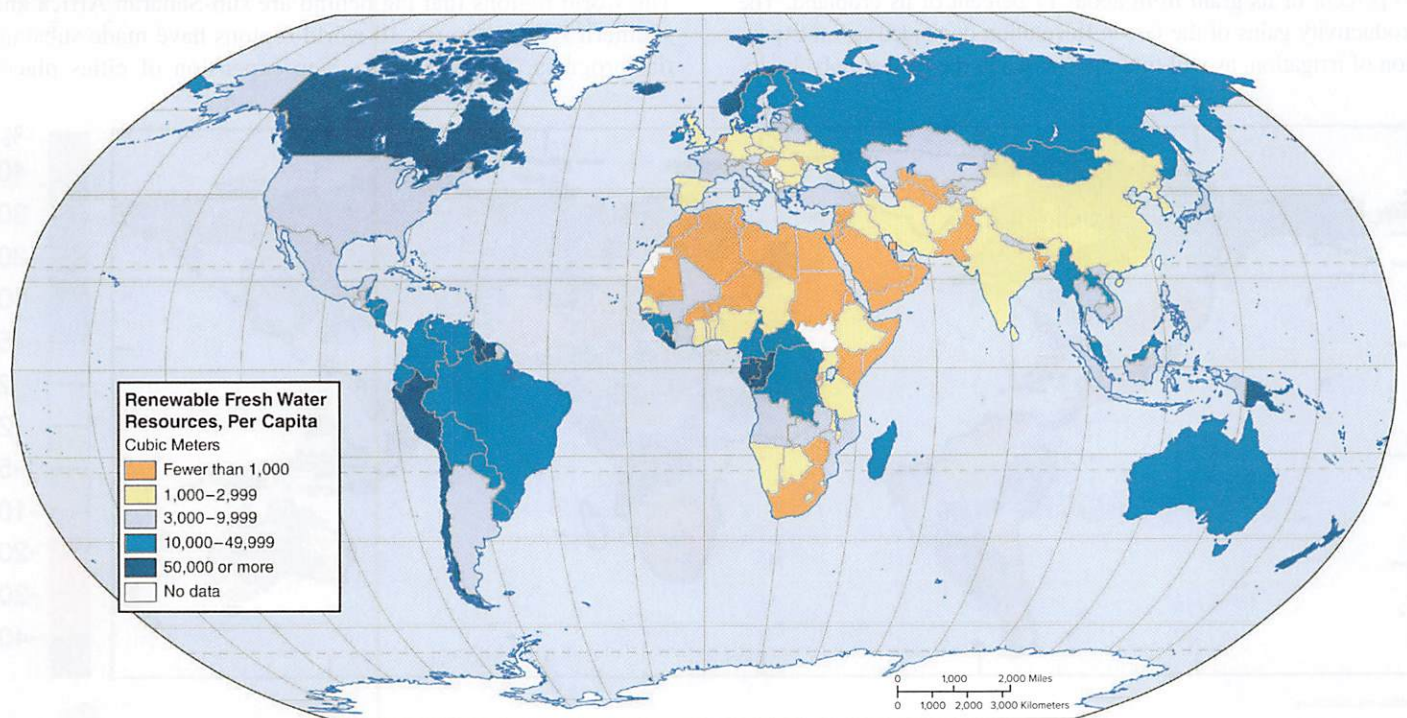 Renewable Fresh Water
Resources, Per Capita
Cubic Meters
Fewer than 1,000
1,000–2,999
3,000–9,999
10,000–49,999
50,000 or more
No data
0 1,000 2,000 Miles
0 1,000 2,000 3,000 Kilometers